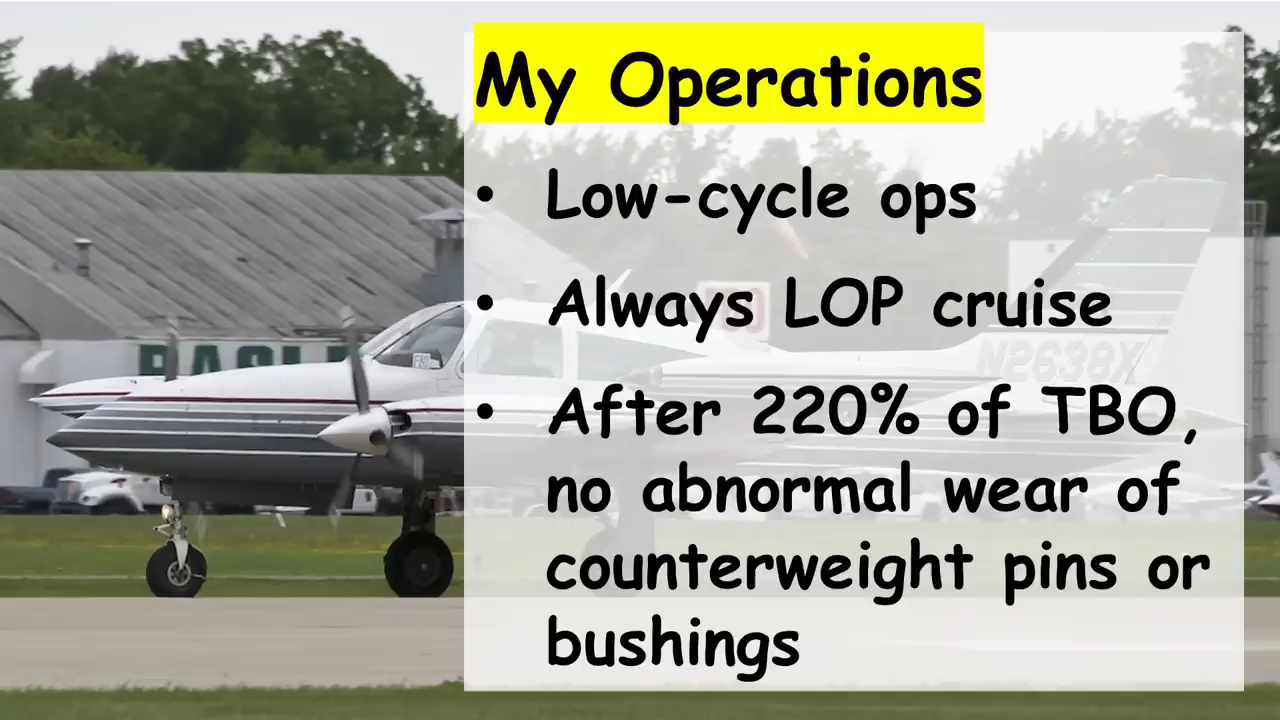 My Operations
• Low-cycle ops
• Always LOP cruise
• After 220% of TBO,
no abnormal wear of
counterweight pins or
bushings
N2638X